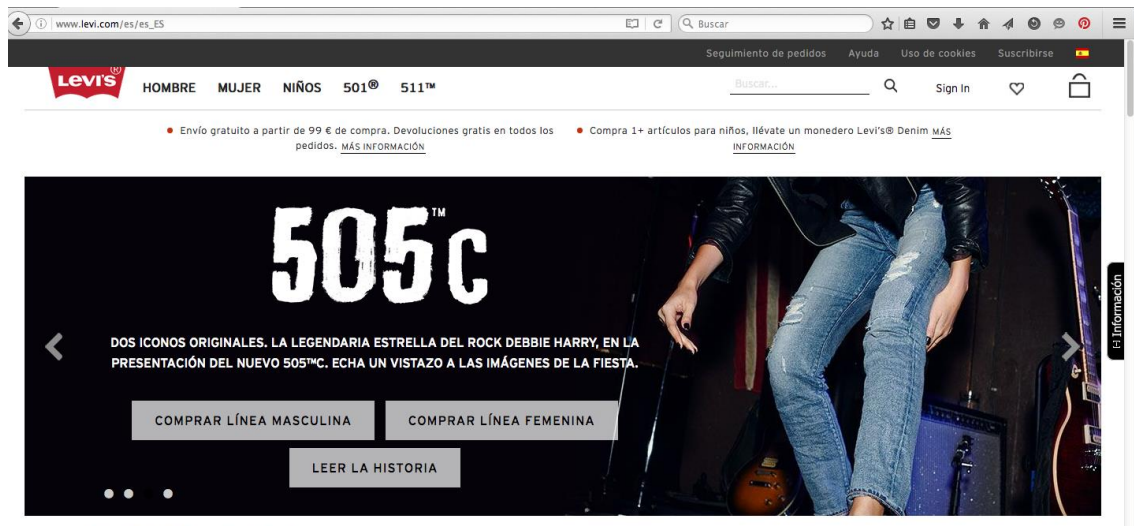 www.levi.com/es/es_ES
Buscar
Seguimiento de pedidos Ayuda Uso de cookies Suscribirse
Levi's®
HOMBRE MUJER NIÑOS 501® 511™
Buscar...
Sign In
Envío gratuito a partir de 99 € de compra. Devoluciones gratis en todos los
pedidos. MÁS INFORMACIÓN
Compra 1+ artículos para niños, llévate un monedero Levi's® Denim MÁS
INFORMACIÓN
505™C
DOS ICONOS ORIGINALES. LA LEGENDARIA ESTRELLA DEL ROCK DEBBIE HARRY, EN LA
PRESENTACIÓN DEL NUEVO 505™C. ECHA UN VISTAZO A LAS IMÁGENES DE LA FIESTA.
COMPRAR LÍNEA MASCULINA
COMPRAR LÍNEA FEMENINA
LEER LA HISTORIA
[-] Información